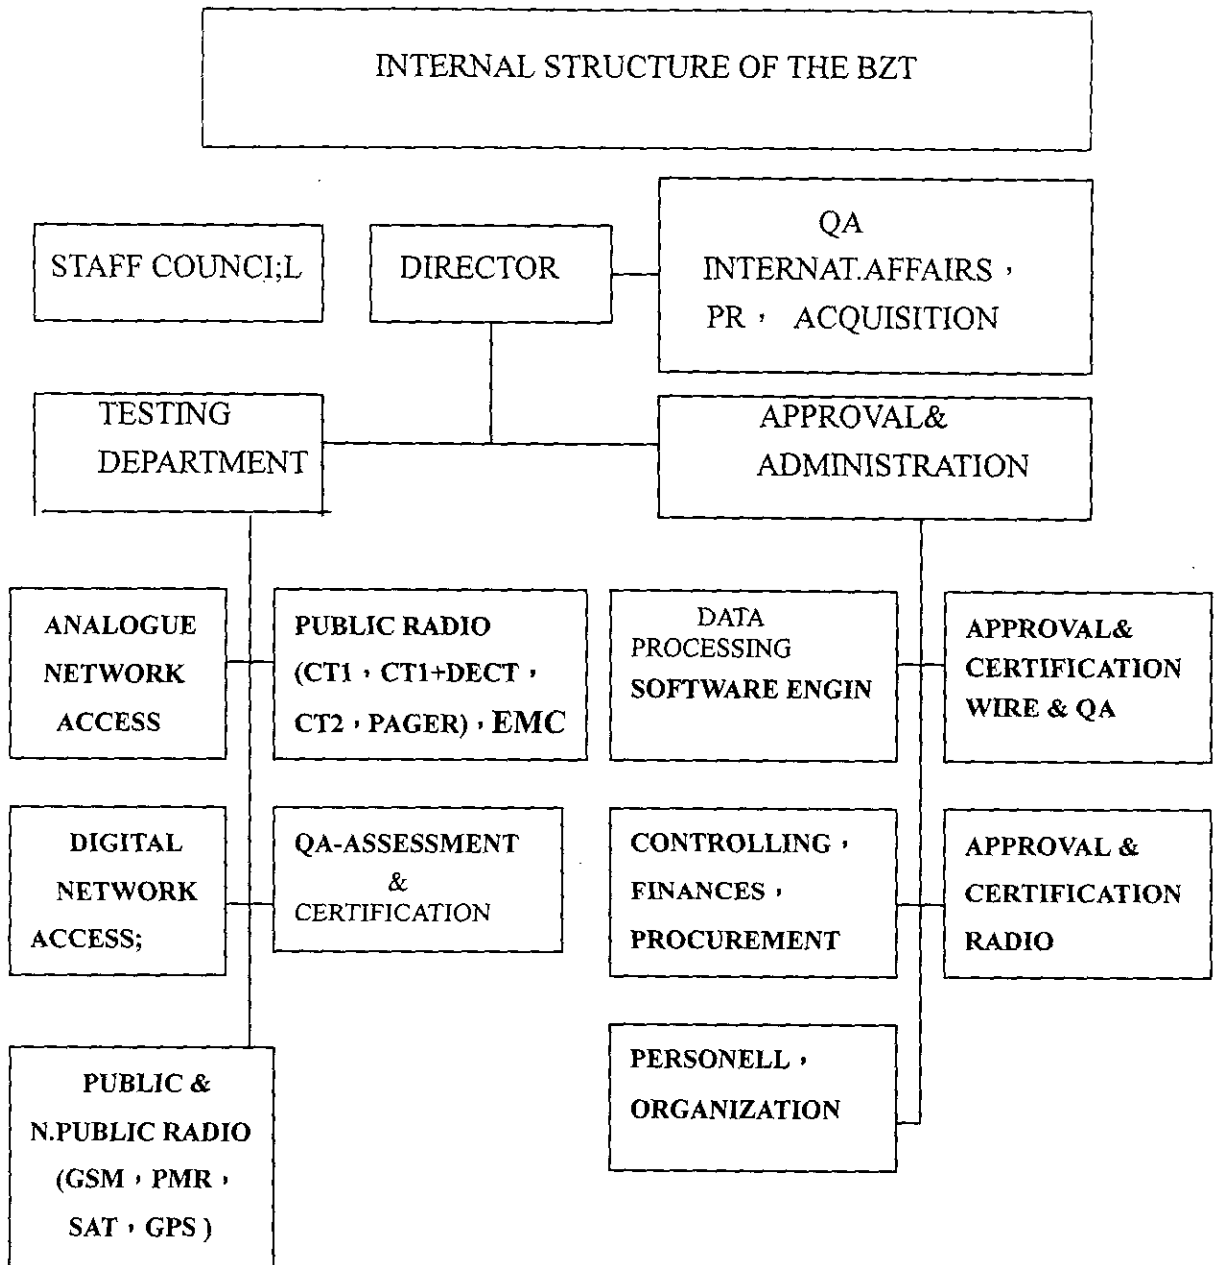 INTERNAL STRUCTURE OF THE BZT
STAFF COUNCI;L
DIRECTOR
QA
INTERNAT.AFFAIRS，
PR， ACQUISITION
TESTING
DEPARTMENT
APPROVAL&
ADMINISTRATION
ANALOGUE
NETWORK
ACCESS
PUBLIC RADIO
(CT1，CT1+DECT，
CT2，PAGER)，EMC
DATA
PROCESSING
SOFTWARE ENGIN
APPROVAL&
CERTIFICATION
WIRE & QA
DIGITAL
NETWORK
ACCESS;
QA-ASSESSMENT
&
CERTIFICATION
CONTROLLING，
FINANCES，
PROCUREMENT
APPROVAL &
CERTIFICATION
RADIO
PUBLIC &
N.PUBLIC RADIO
(GSM，PMR，
SAT，GPS )
PERSONELL，
ORGANIZATION